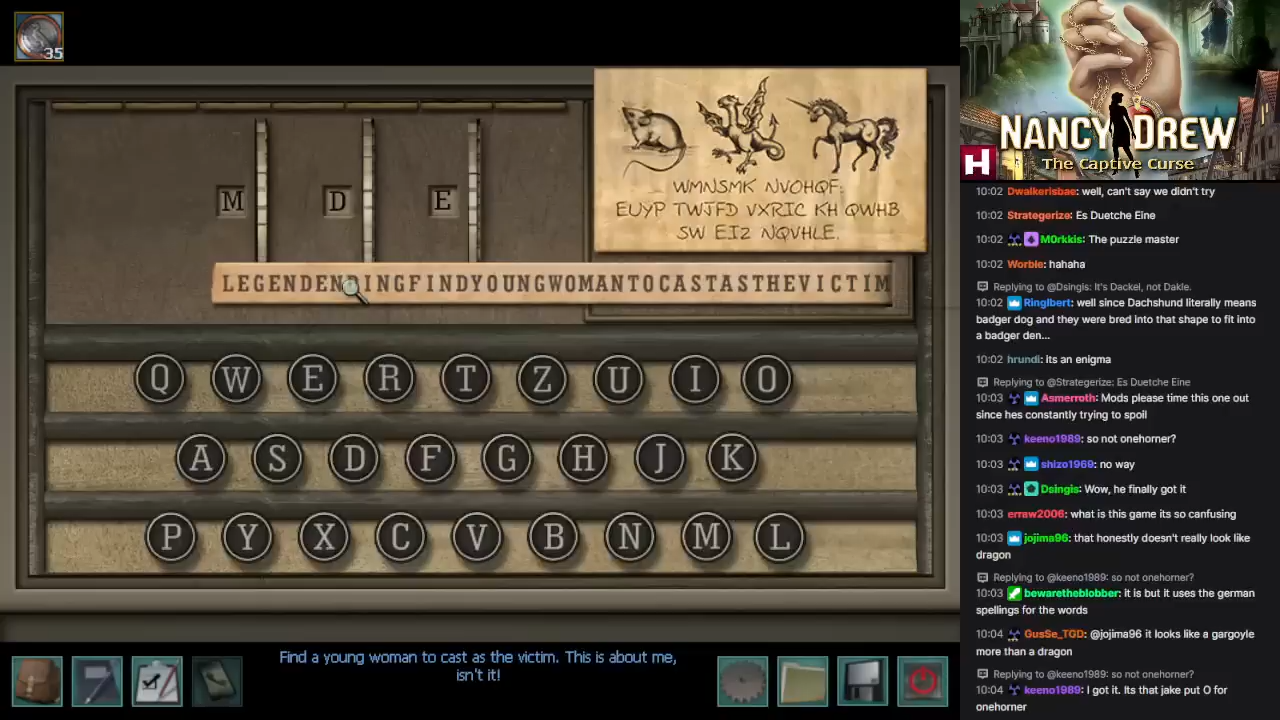 35
M D E
WMNSMK NVOHQF:
EUYP TWJFD VXRIC KH QWHB
SW EIZ NQVHLE.
LEGENDENDINGFINDYOUNGWOMANTOCASTASTHEVICTIM
Q W E R T Z U I O
A S D F G H J K
P Y X C V B N M L
Find a young woman to cast as the victim. This is about me,
isn't it!
H
NANCY DREW
The Captive Curse
10:02 Dwalkerisbae: well, can't say we didn't try
10:02 Strategerize: Es Duetche Eine
10:02 M0rkkis: The puzzle master
10:02 Worble: hahaha
Replying to @Dsingis: It's Dackel, not Dakle.
10:02 Ringlbert: well since Dachshund literally means
badger dog and they were bred into that shape to fit into
a badger den...
10:02 hrundi: its an enigma
Replying to @Strategerize: Es Duetche Eine
10:03 Asmerroth: Mods please time this one out
since hes constantly trying to spoil
10:03 keeno1989: so not onehorner?
10:03 shizo1969: no way
10:03 Dsingis: Wow, he finally got it
10:03 erraw2006: what is this game its so canfusing
10:03 jojima96: that honestly doesn't really look like
dragon
Replying to @keeno1989: so not onehorner?
10:03 bewaretheblobber: it is but it uses the german
spellings for the words
10:04 GusSe_TGD: @jojima96 it looks like a gargoyle
more than a dragon
Replying to @keeno1989: so not onehorner?
10:04 keeno1989: I got it. Its that jake put O for
onehorner